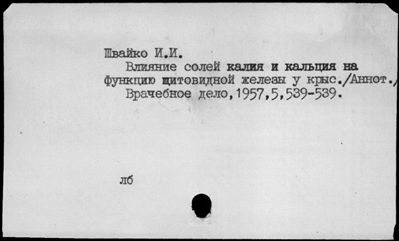 Швайко И.И.
Влияние солей калия и кальция на
функцию щитовидной железы у крыс./Аннот./
Врачебное дело,1957,5,539-539.
лб